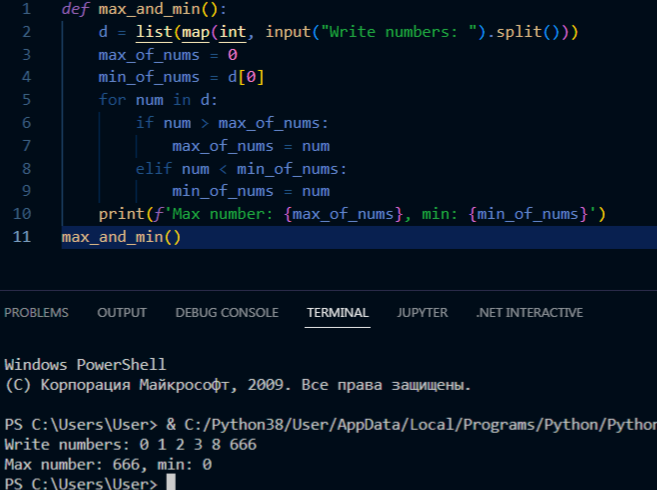 1 def max_and_min():
2 d = list(map(int, input("Write numbers: ").split()))
3 max_of_nums = 0
4 min_of_nums = d[0]
5 for num in d:
6 if num > max_of_nums:
7 max_of_nums = num
8 elif num < min_of_nums:
9 min_of_nums = num
10 print(f'Max number: {max_of_nums}, min: {min_of_nums}')
11 max_and_min()
PROBLEMS OUTPUT DEBUG CONSOLE TERMINAL JUPYTER .NET INTERACTIVE
Windows PowerShell
(C) Корпорация Майкрософт, 2009. Все права защищены.
PS C:\Users\User> & C:/Python38/User/AppData/Local/Programs/Python/Python
Write numbers: 0 1 2 3 8 666
Max number: 666, min: 0
PS C:\Users\User>